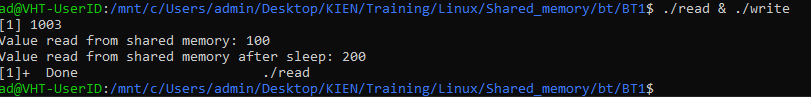 ad@VHT-UserID:/mnt/c/Users/admin/Desktop/KIEN/Training/Linux/Shared_memory/bt/BT1$ ./read & ./write
[1] 1003
Value read from shared memory: 100
Value read from shared memory after sleep: 200
[1]+  Done                    ./read
ad@VHT-UserID:/mnt/c/Users/admin/Desktop/KIEN/Training/Linux/Shared_memory/bt/BT1$